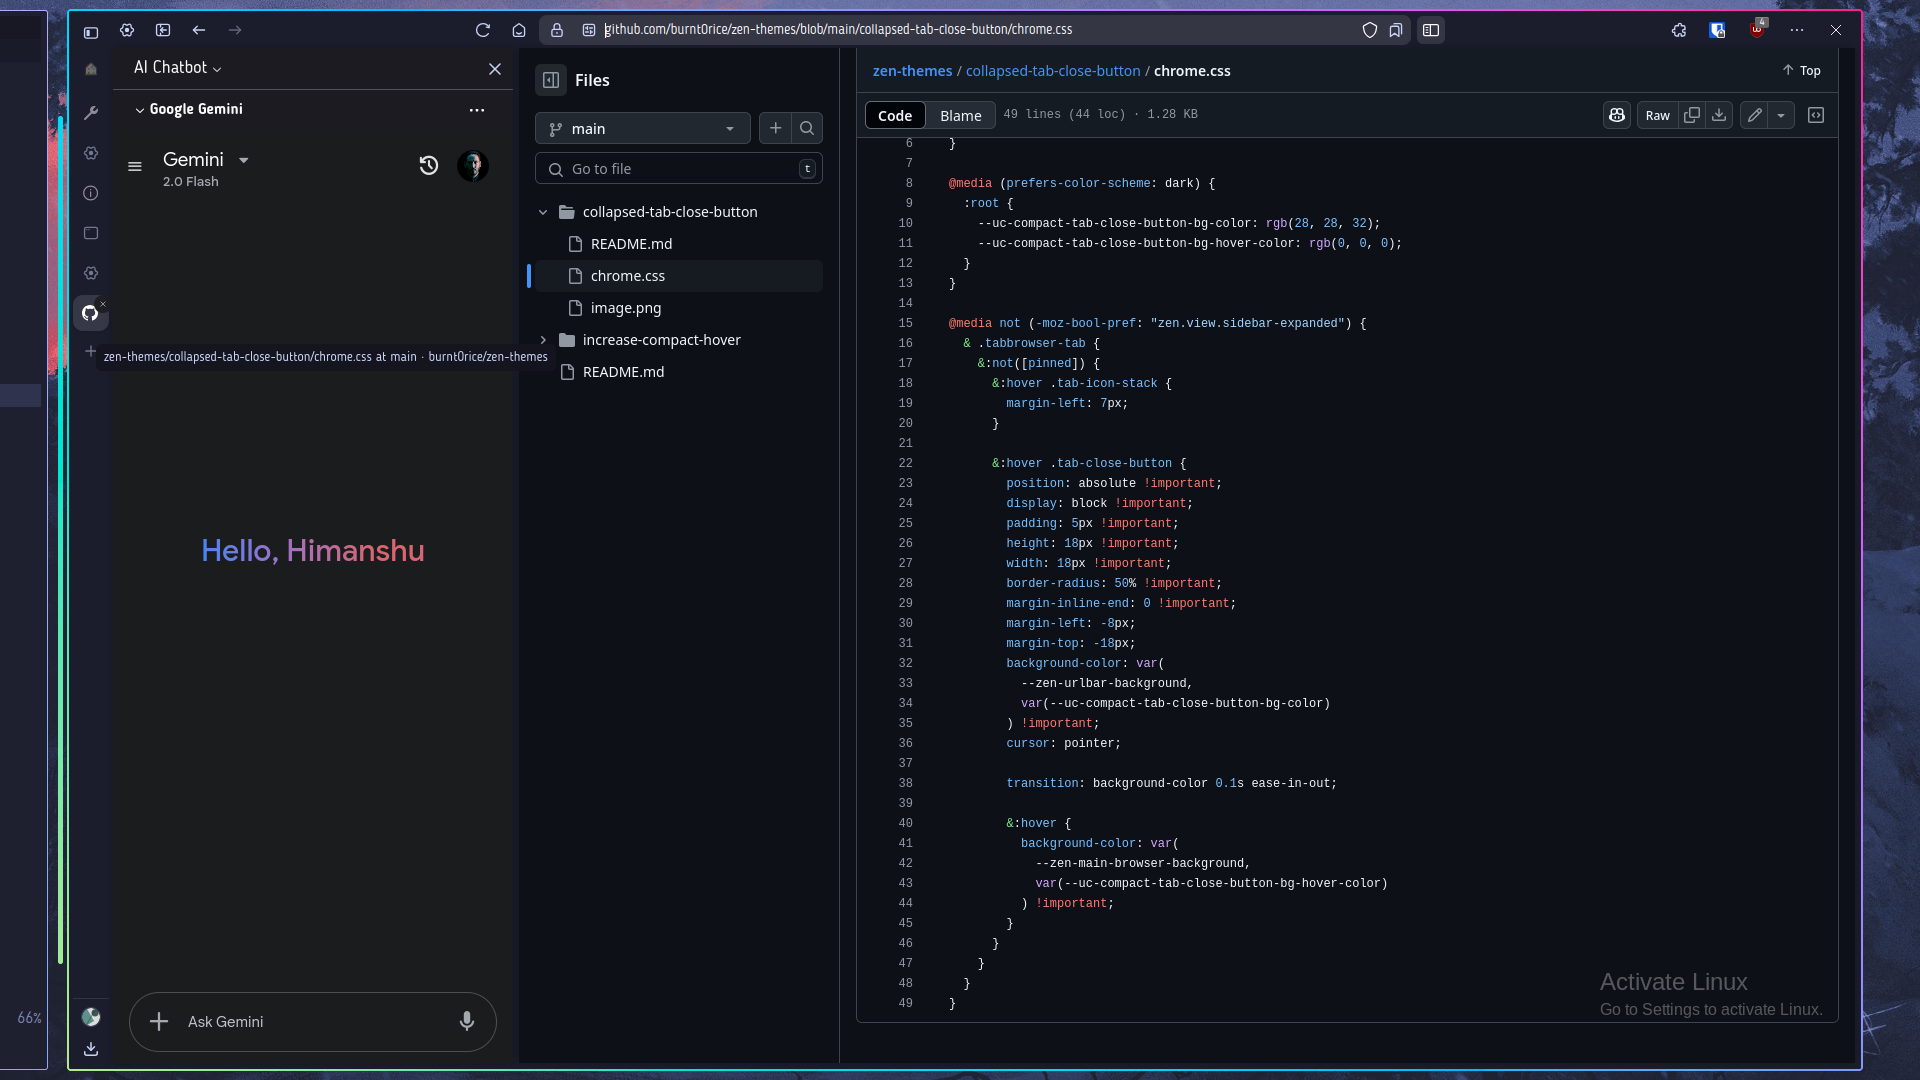 github.com/burnt0rice/zen-themes/blob/main/collapsed-tab-close-button/chrome.css
4
AI Chatbot
Google Gemini
Gemini
2.0 Flash
Hello, Himanshu
Ask Gemini
zen-themes/collapsed-tab-close-button/chrome.css at main · burnt0rice/zen-themes
66%
Files
main
Go to file
t
collapsed-tab-close-button
README.md
chrome.css
image.png
increase-compact-hover
README.md
zen-themes / collapsed-tab-close-button / chrome.css
Top
Code Blame 49 lines (44 loc) · 1.28 KB
Raw
6 }
7
8 @media (prefers-color-scheme: dark) {
9 :root {
10 --uc-compact-tab-close-button-bg-color: rgb(28, 28, 32);
11 --uc-compact-tab-close-button-bg-hover-color: rgb(0, 0, 0);
12 }
13 }
14
15 @media not (-moz-bool-pref: "zen.view.sidebar-expanded") {
16 & .tabbrowser-tab {
17 &:not([pinned]) {
18 &:hover .tab-icon-stack {
19 margin-left: 7px;
20 }
21
22 &:hover .tab-close-button {
23 position: absolute !important;
24 display: block !important;
25 padding: 5px !important;
26 height: 18px !important;
27 width: 18px !important;
28 border-radius: 50% !important;
29 margin-inline-end: 0 !important;
30 margin-left: -8px;
31 margin-top: -18px;
32 background-color: var(
33 --zen-urlbar-background,
34 var(--uc-compact-tab-close-button-bg-color)
35 ) !important;
36 cursor: pointer;
37
38 transition: background-color 0.1s ease-in-out;
39
40 &:hover {
41 background-color: var(
42 --zen-main-browser-background,
43 var(--uc-compact-tab-close-button-bg-hover-color)
44 ) !important;
45 }
46 }
47 }
48 }
49 }
Activate Linux
Go to Settings to activate Linux.